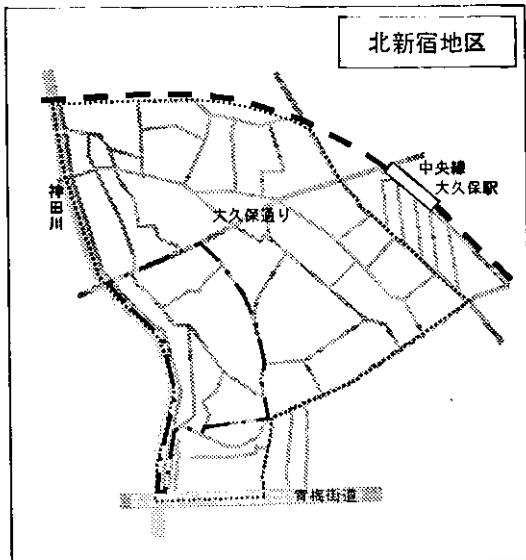 北新宿地区
中央線
大久保駅
神田川
大久保通り
青梅街道